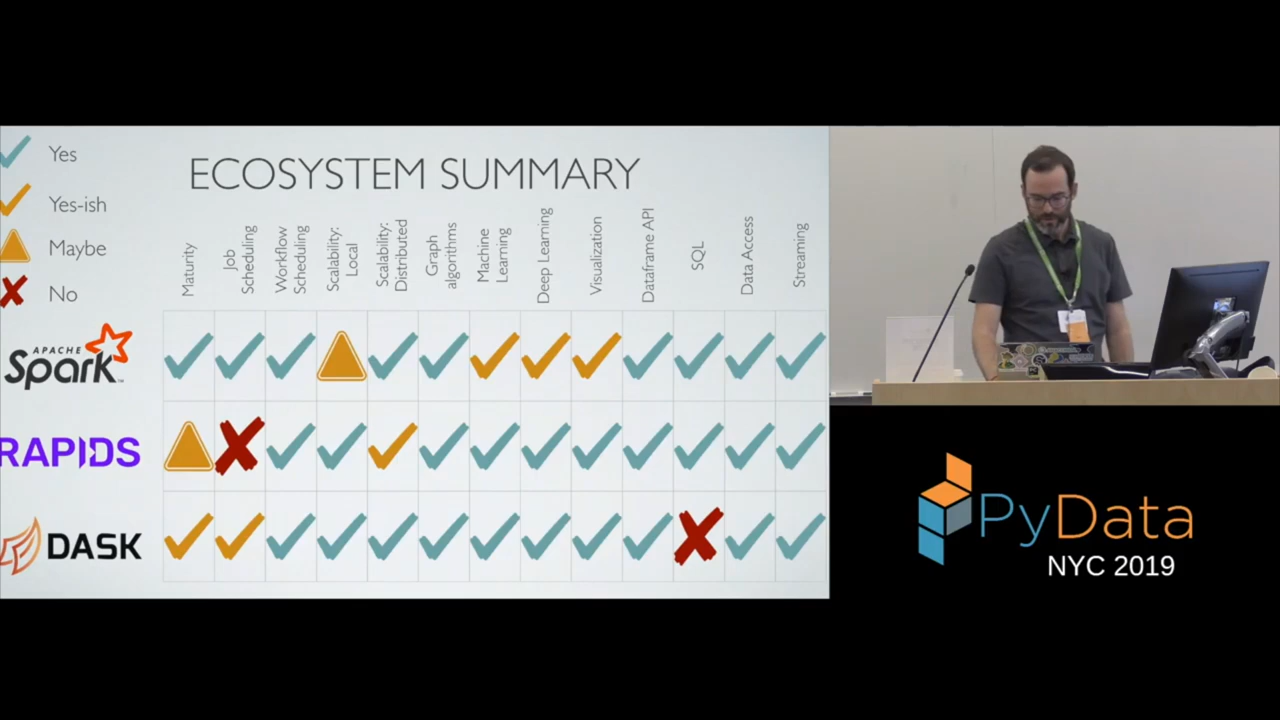 Yes
Yes-ish
Maybe
No
ECOSYSTEM SUMMARY
Maturity
Job
Scheduling
Workflow
Scheduling
Scalability:
Local
Scalability:
Distributed
Graph
algorithms
Machine
Learning
Deep Learning
Visualization
Dataframe API
SQL
Data Access
Streaming
APACHE
Spark™
RAPIDS
DASK
PyData
NYC 2019